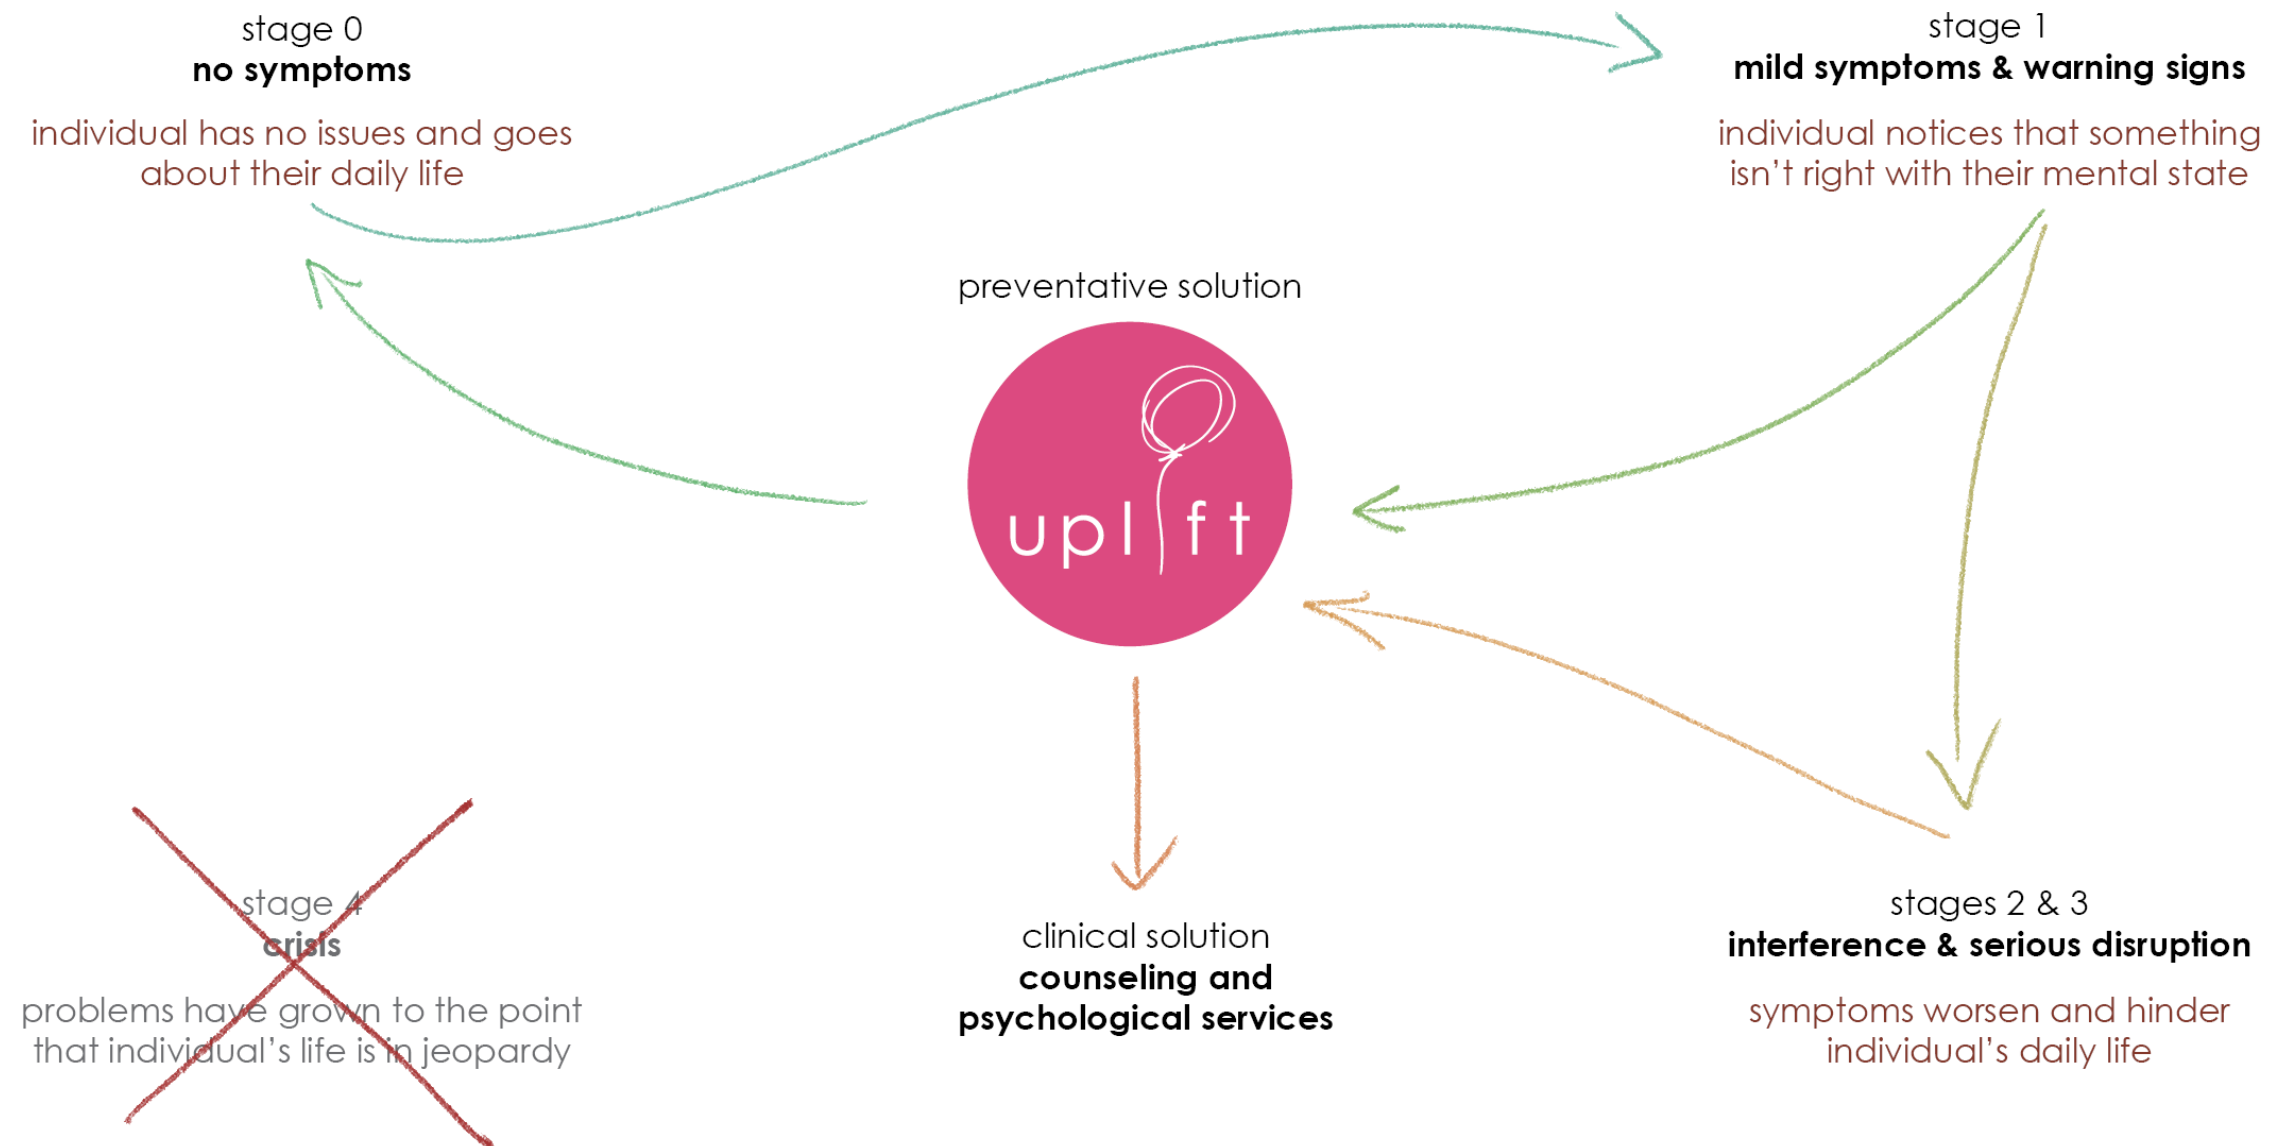 stage 0
no symptoms
individual has no issues and goes
about their daily life
stage 1
mild symptoms & warning signs
individual notices that something
isn't right with their mental state
preventative solution
uplift
stage 4
crisis
problems have grown to the point
that individual's life is in jeopardy
clinical solution
counseling and
psychological services
stages 2 & 3
interference & serious disruption
symptoms worsen and hinder
individual's daily life